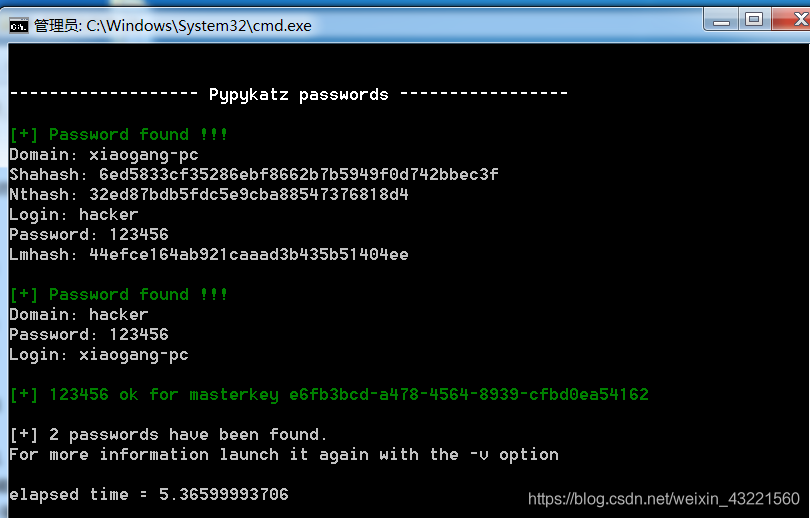 管理员: C:\Windows\System32\cmd.exe
------------------- Pypykatz passwords -----------------
[+] Password found !!!
Domain: xiaogang-pc
Shahash: 6ed5833cf35286ebf8662b7b5949f0d742bbec3f
Nthash: 32ed87bdb5fdc5e9cba88547376818d4
Login: hacker
Password: 123456
Lmhash: 44efce164ab921caaad3b435b51404ee
[+] Password found !!!
Domain: hacker
Password: 123456
Login: xiaogang-pc
[+] 123456 ok for masterkey e6fb3bcd-a478-4564-8939-cfbd0ea54162
[+] 2 passwords have been found.
For more information launch it again with the -v option
elapsed time = 5.36599993706
https://blog.csdn.net/weixin_43221560